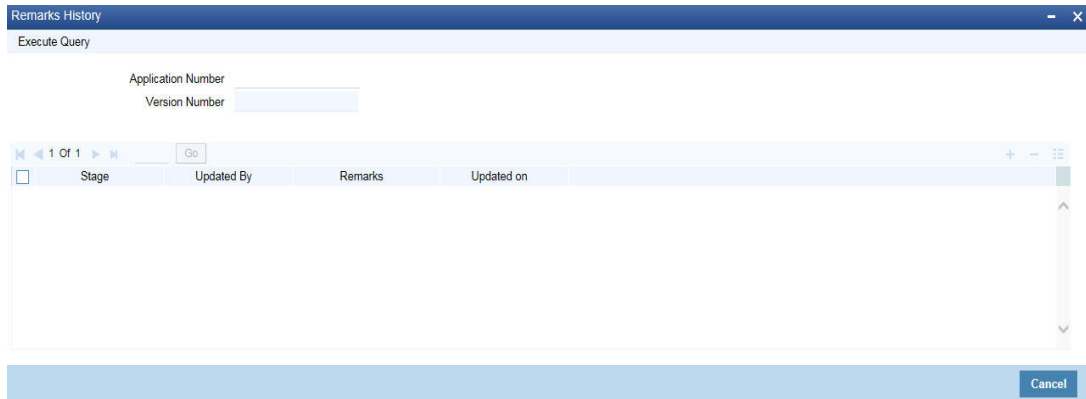 Remarks History
Execute Query
Application Number
Version Number
1 Of 1 Go
Stage Updated By Remarks Updated on
Cancel